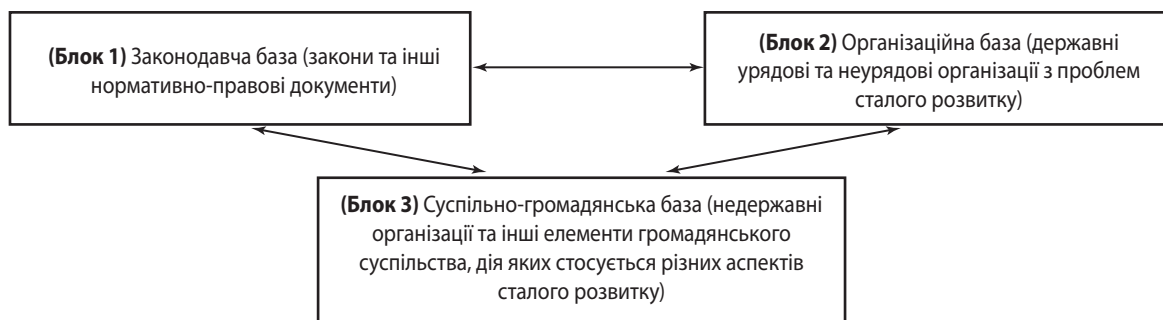 (Блок 1) Законодавча база (закони та інші
нормативно-правові документи)
(Блок 2) Організаційна база (державні
урядові та неурядові організації з проблем
сталого розвитку)
(Блок 3) Суспільно-громадянська база (недержавні
організації та інші елементи громадянського
суспільства, дія яких стосується різних аспектів
сталого розвитку)